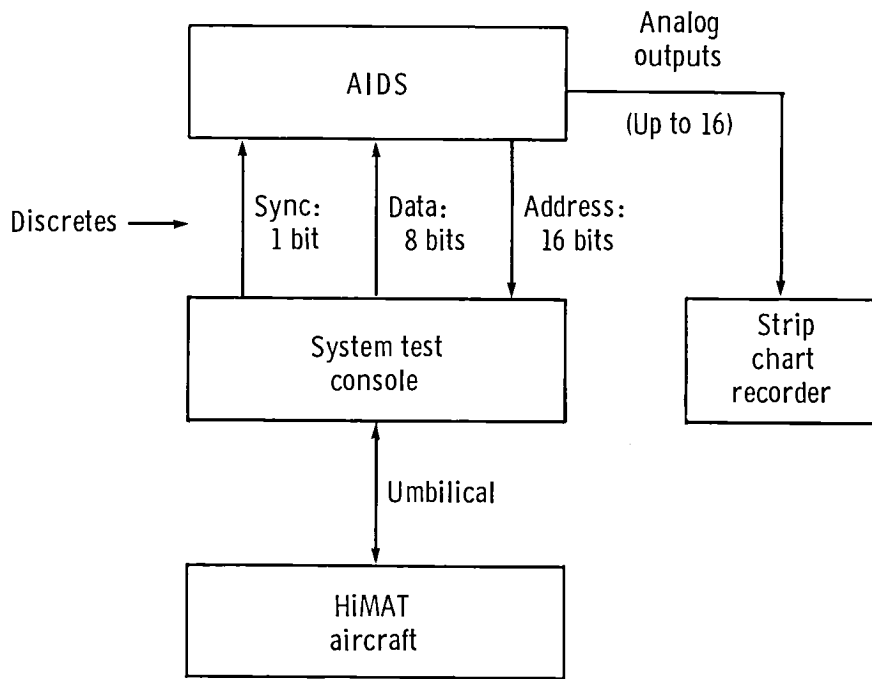 AIDS
Analog
outputs
(Up to 16)
Discretes
Sync:
1 bit
Data:
8 bits
Address:
16 bits
System test
console
Strip
chart
recorder
Umbilical
HiMAT
aircraft